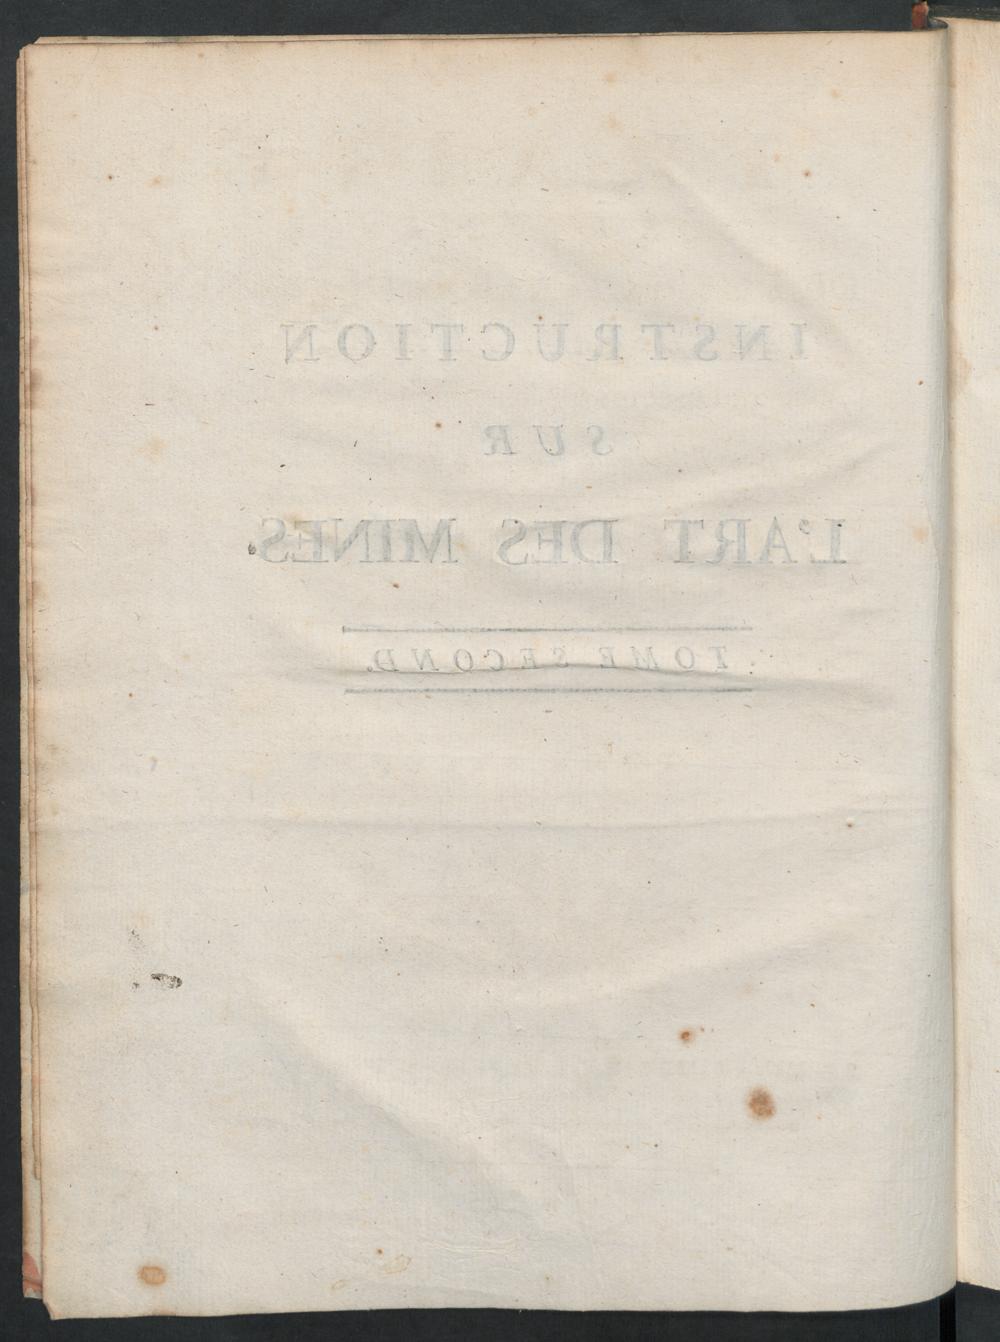 INSTRUCTION
SUR
L'ART DES MINES.
TOME SECOND.